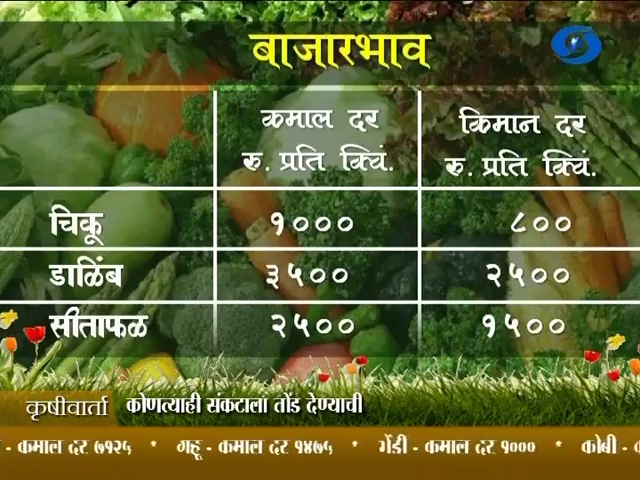 बाजारभाव
कमाल दर
रु. प्रति क्विं.
किमान दर
रु. प्रति क्विं.
चिकू १००० ८००
डाळिंब ३५०० २५००
सीताफळ २५०० १५००
कृषीवार्ता कोणत्याही संकटाला तोंड देण्याची
- कमाल दर ७१२५ * गहू - कमाल दर १४७५ * गेंडी - कमाल दर १००० * कोबी -